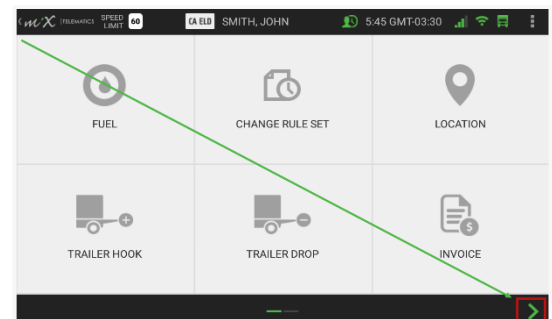 mX TELEMATICS SPEED LIMIT 60 CA ELD SMITH, JOHN 5:45 GMT-03:30
FUEL CHANGE RULE SET LOCATION
TRAILER HOOK TRAILER DROP INVOICE